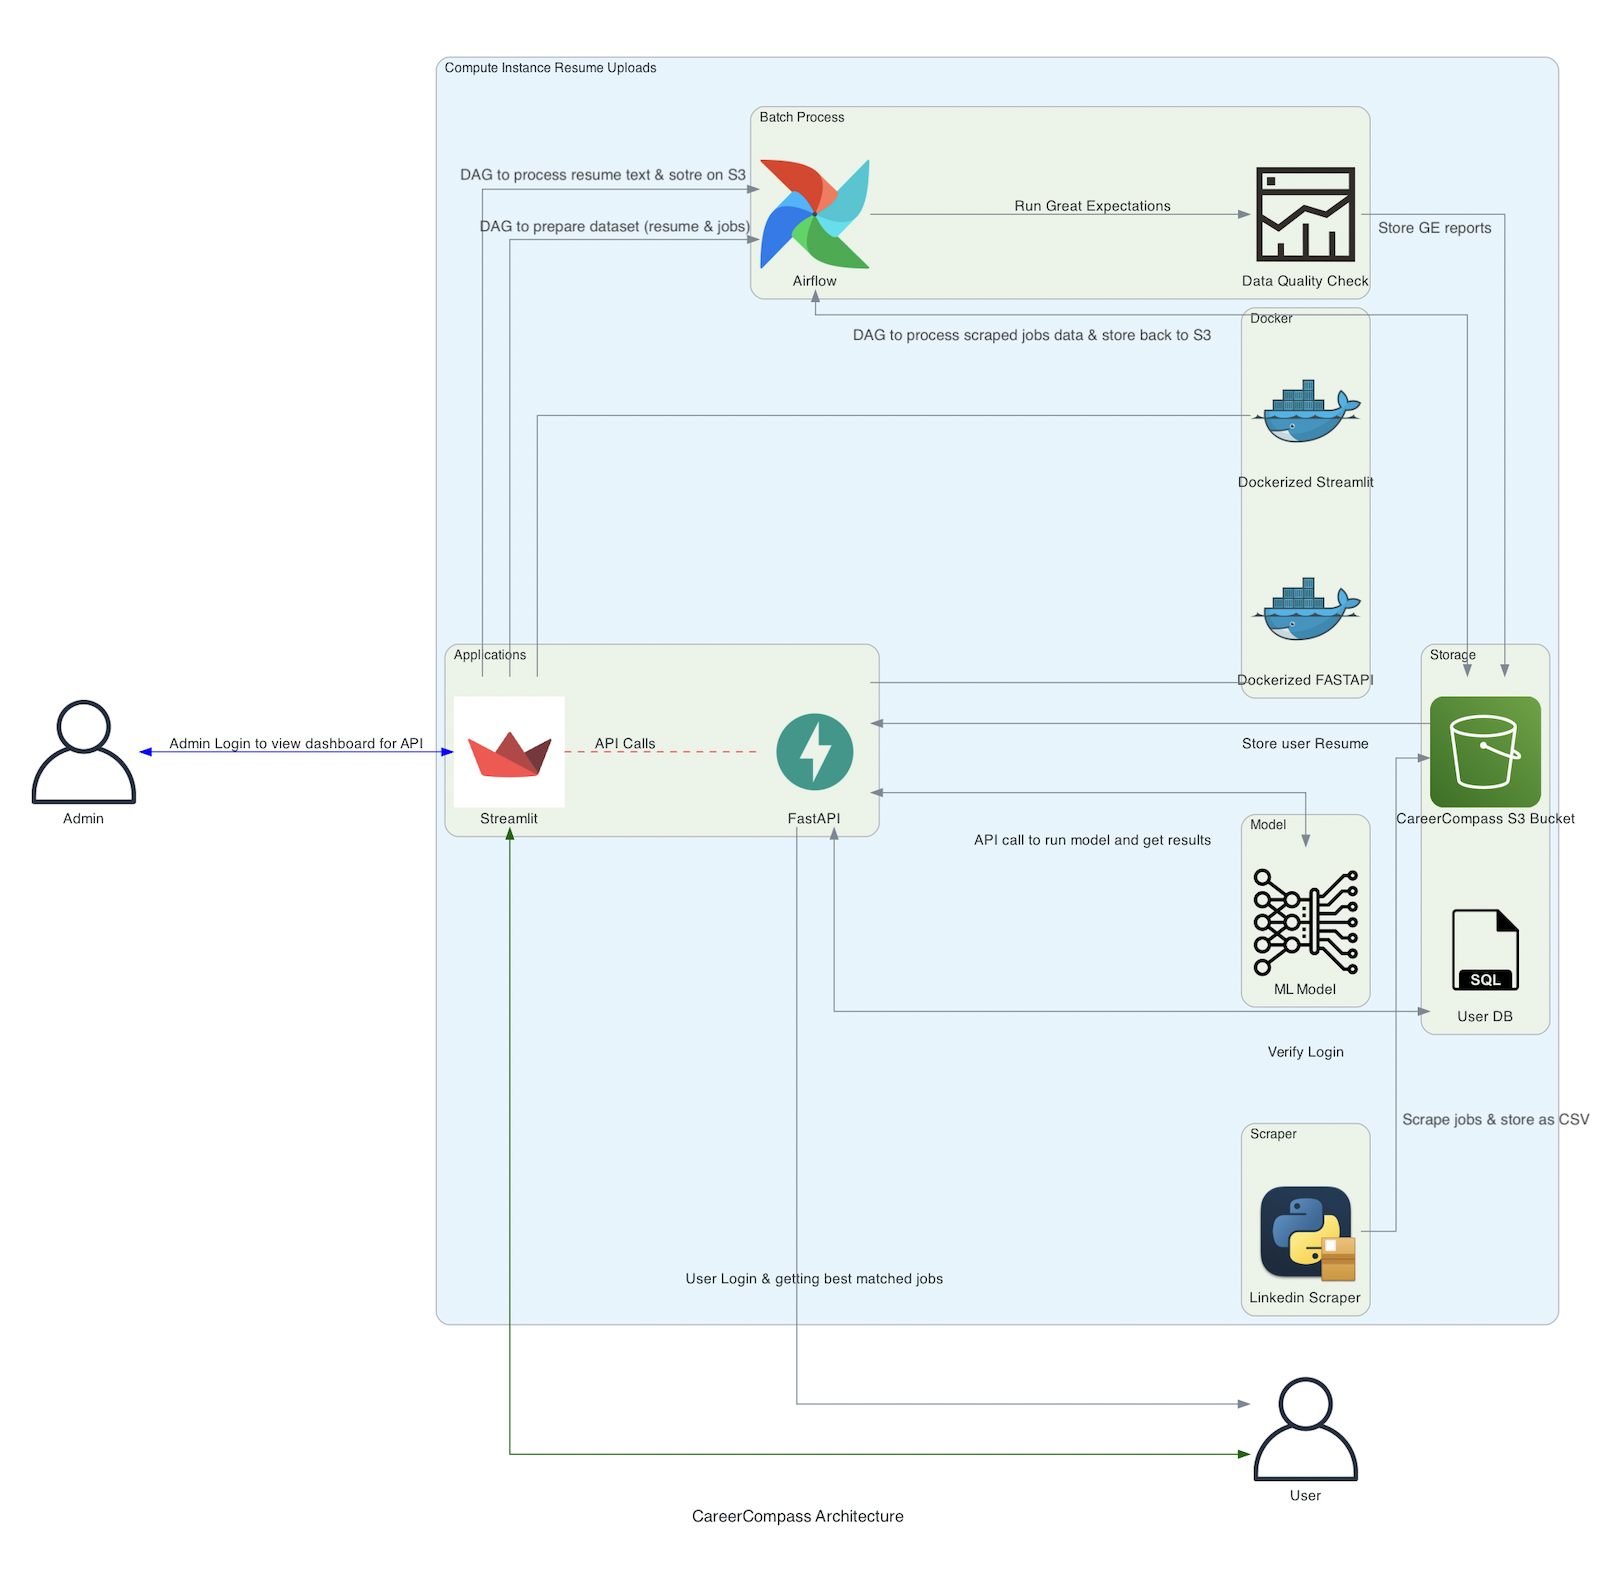 Compute Instance Resume Uploads
Batch Process
DAG to process resume text & sotre on S3
Run Great Expectations
DAG to prepare dataset (resume & jobs)
Store GE reports
Airflow
Data Quality Check
Docker
DAG to process scraped jobs data & store back to S3
Dockerized Streamlit
Applications
Storage
Dockerized FASTAPI
Admin Login to view dashboard for API
API Calls
Store user Resume
Admin
Streamlit
FastAPI
CareerCompass S3 Bucket
Model
API call to run model and get results
SQL
ML Model
User DB
Verify Login
Scrape jobs & store as CSV
Scraper
User Login & getting best matched jobs
Linkedin Scraper
User
CareerCompass Architecture